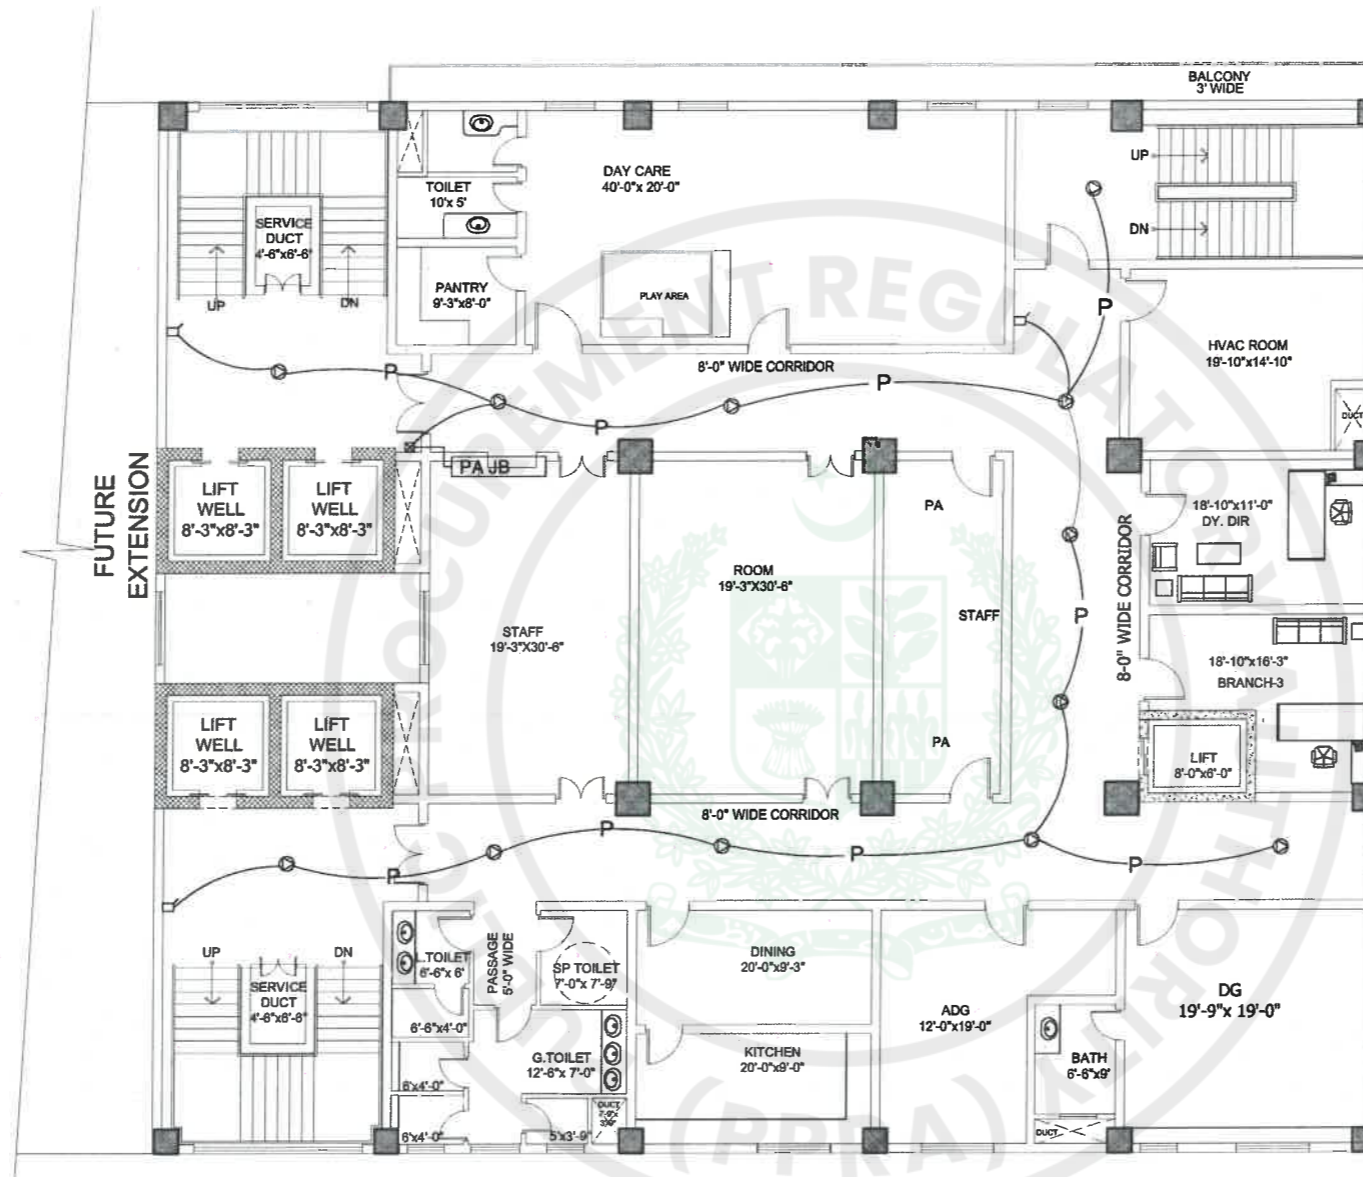 BALCONY
3' WIDE
UP
DN
DAY CARE
40'-0"x 20'-0"
TOILET
10'x 5'
SERVICE
DUCT
4'-6"x6'-6"
UP
DN
PANTRY
9'-3"x8'-0"
PLAY AREA
P
HVAC ROOM
19'-10"x14'-10"
DUCT
8'-0" WIDE CORRIDOR
P
P
P
FUTURE
EXTENSION
LIFT
WELL
8'-3"x8'-3"
LIFT
WELL
8'-3"x8'-3"
PA JB
PA
18'-10"x11'-0"
DY. DIR
8-0" WIDE CORRIDOR
ROOM
19'-3"X30'-6"
STAFF
P
STAFF
19'-3"X30'-6"
18'-10"x16'-3"
BRANCH-3
LIFT
WELL
8'-3"x8'-3"
LIFT
WELL
8'-3"x8'-3"
PA
LIFT
8'-0"x6'-0"
8'-0" WIDE CORRIDOR
P
P
P
P
UP
DN
SERVICE
DUCT
4'-6"x6'-6"
L.TOILET
6'-6"x 6'
PASSAGE
5'-0" WIDE
SP TOILET
7'-0"x 7'-9"
6'-6"x4'-0"
G.TOILET
12'-6"x 7'-0"
6'x4'-0"
6'x4'-0"
5'x3'-9"
DUCT
DINING
20'-0"x9'-3"
KITCHEN
20'-0"x9'-0"
ADG
12'-0"x19'-0"
BATH
6'-6"x9'
DUCT
DG
19'-9"x 19'-0"
PUBLIC PROCUREMENT REGULATORY AUTHORITY
(PPRA)